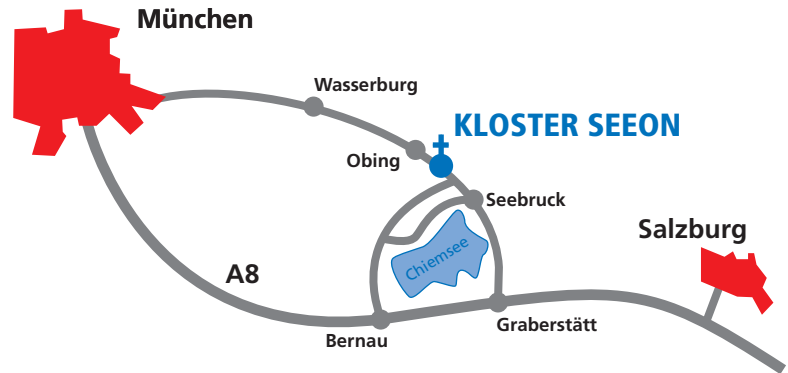 München
Wasserburg
KLOSTER SEEON
Obing
Seebruck
Salzburg
Chiemsee
A8
Graberstätt
Bernau